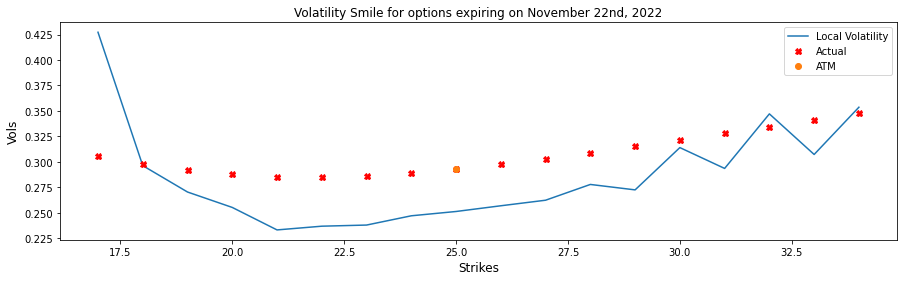 Volatility Smile for options expiring on November 22nd, 2022
Local Volatility
Actual
ATM
Vols
0.425
0.400
0.375
0.350
0.325
0.300
0.275
0.250
0.225
17.5 20.0 22.5 25.0 27.5 30.0 32.5
Strikes